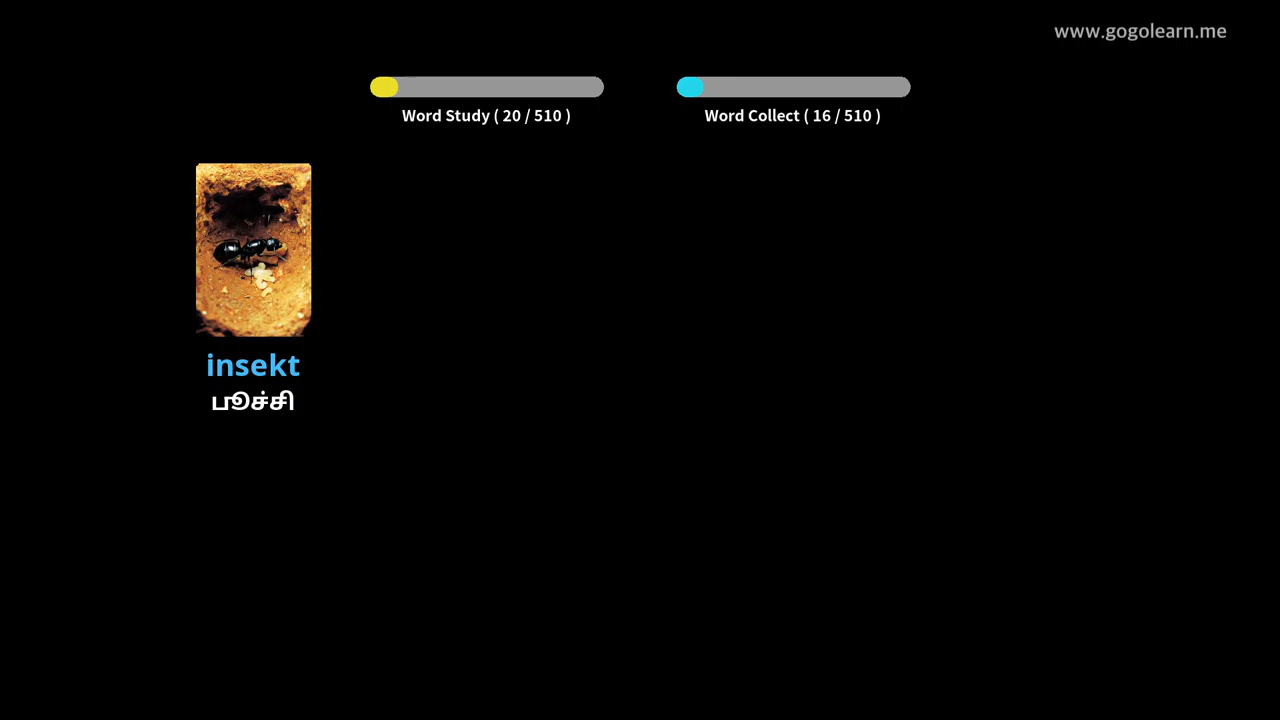 www.gogolearn.me
Word Study ( 20 / 510 )
Word Collect ( 16 / 510 )
insekt
பூச்சி